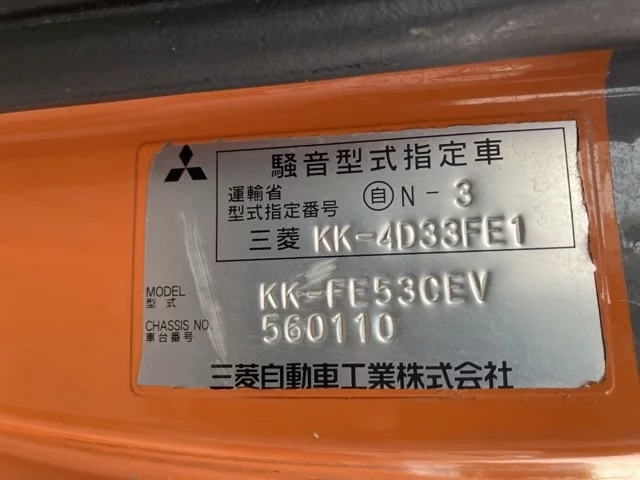 騒音型式指定車
運輸省
型式指定番号 自 N-3
三菱 KK-4D33FE1
MODEL
型式 KK-FE53CEV
CHASSIS NO.
車台番号 560110
三菱自動車工業株式会社